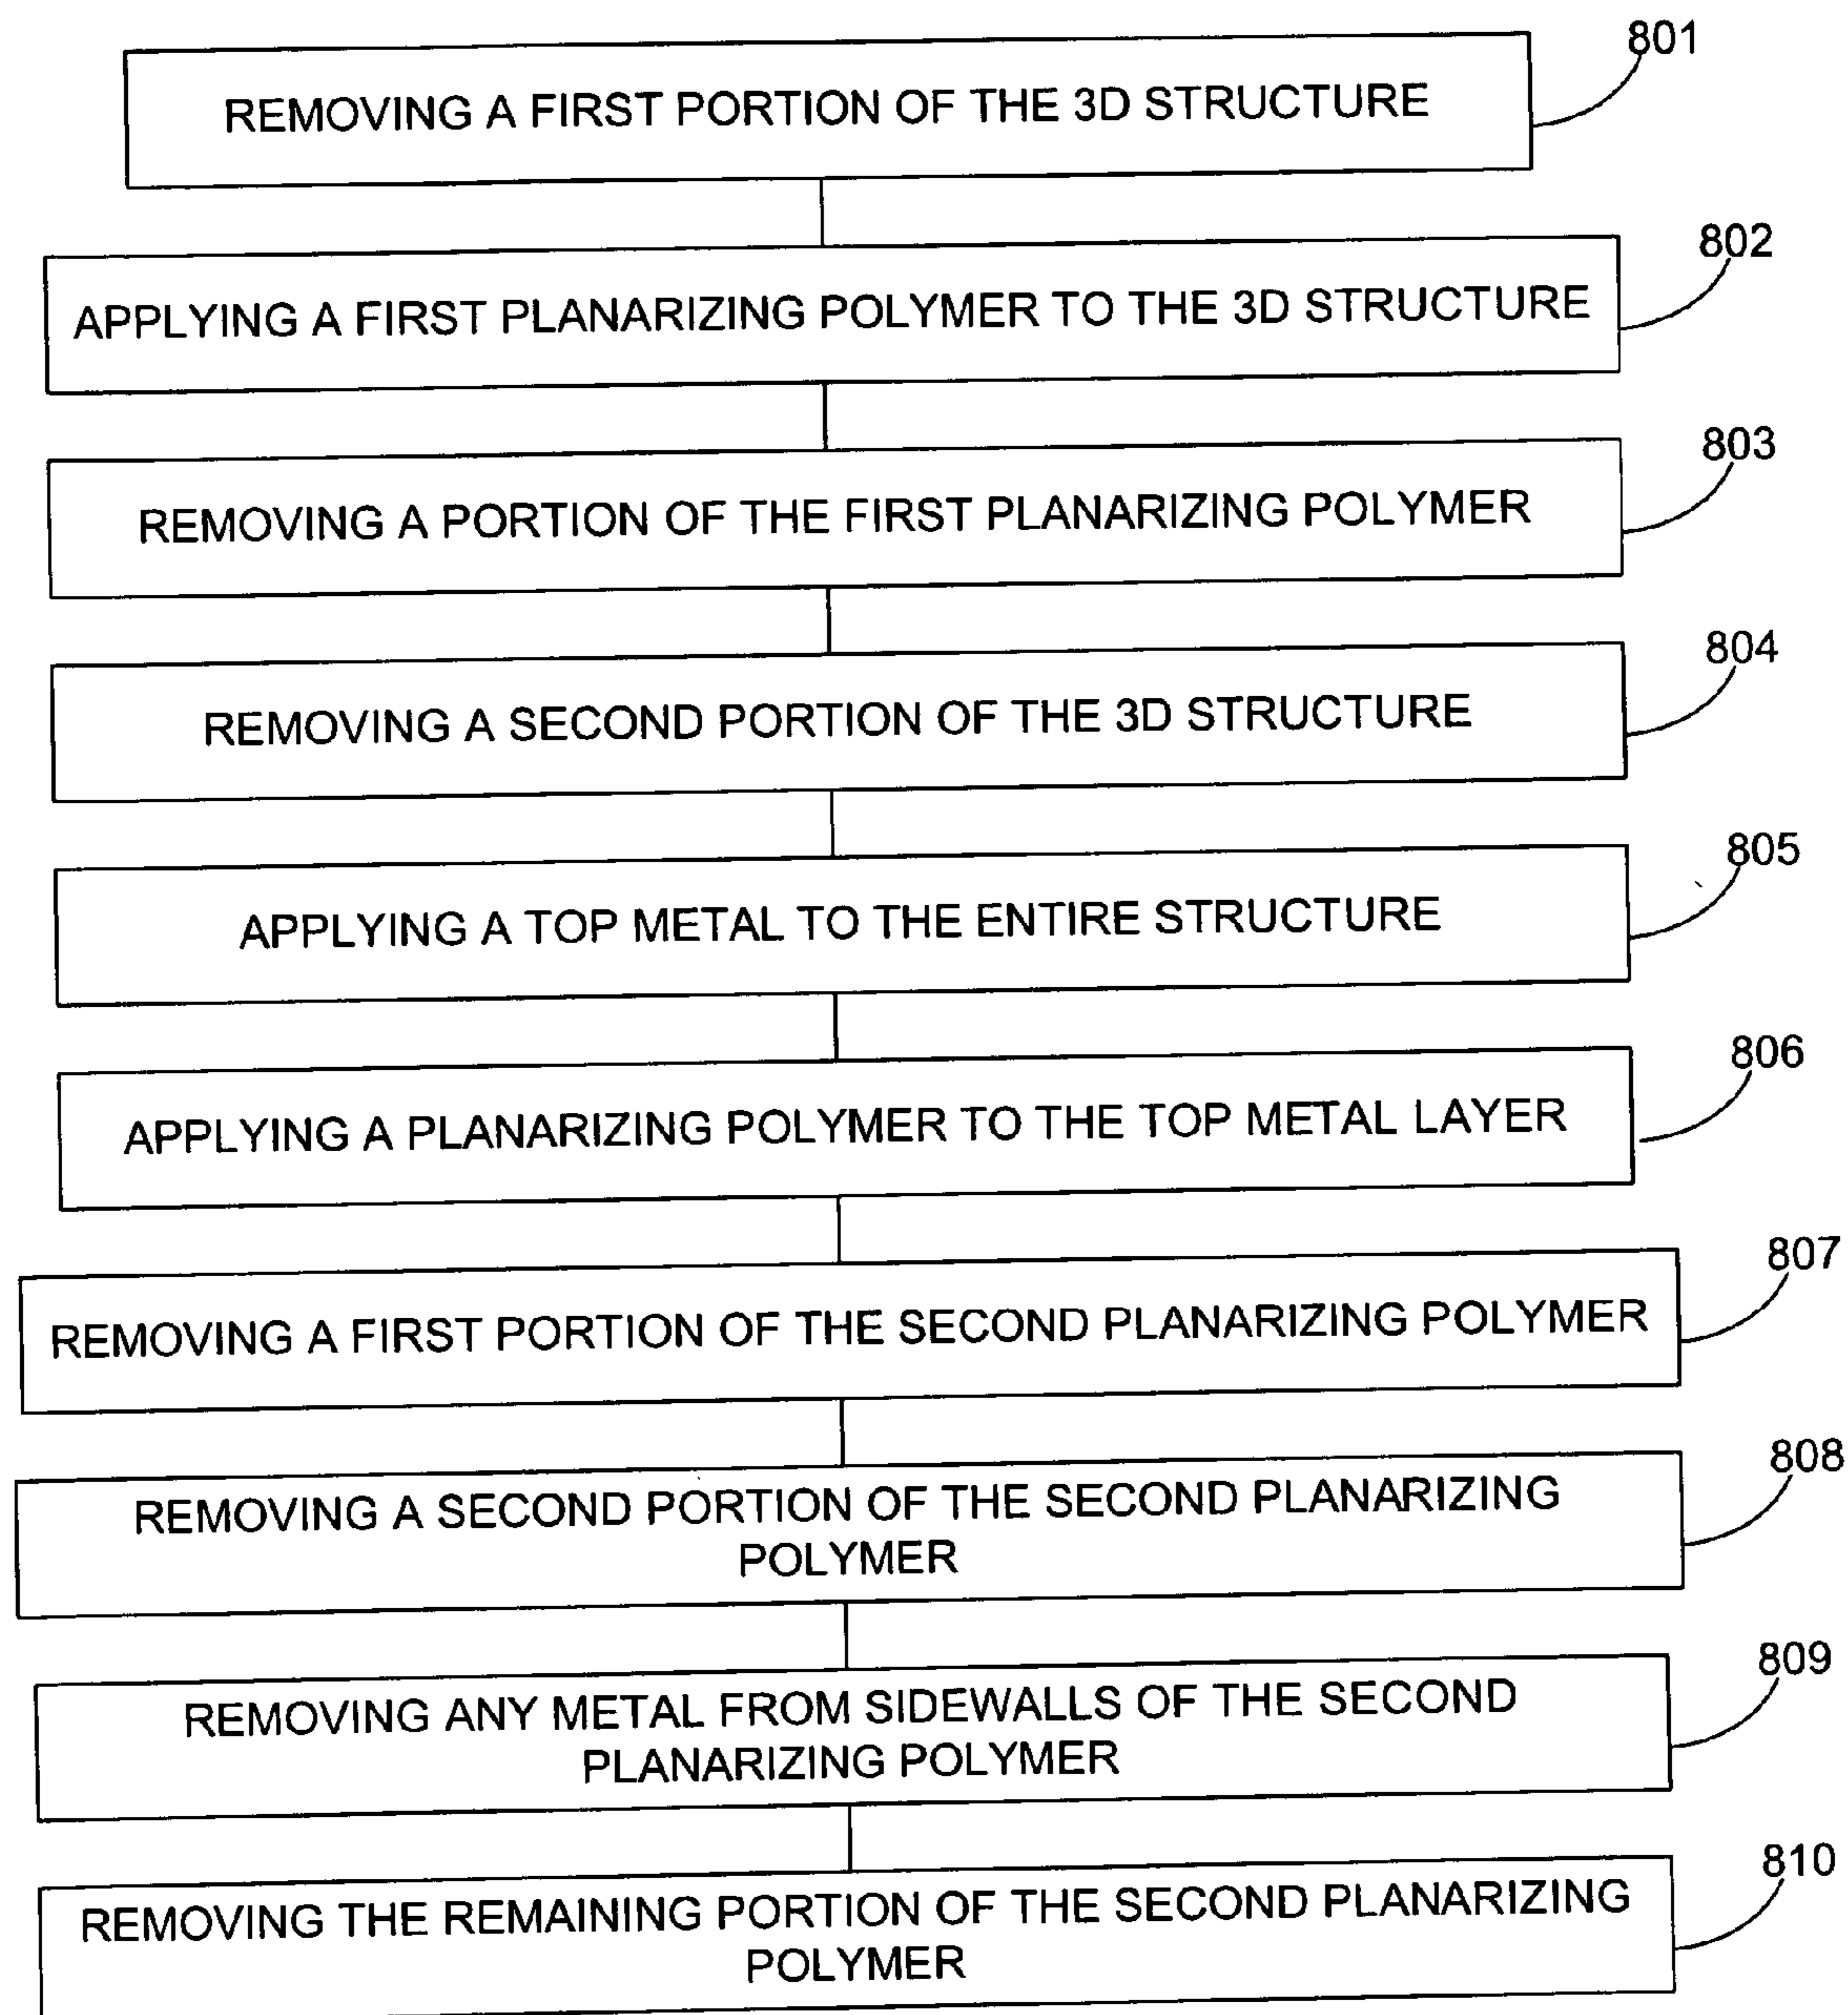 801
REMOVING A FIRST PORTION OF THE 3D STRUCTURE
802
APPLYING A FIRST PLANARIZING POLYMER TO THE 3D STRUCTURE
803
REMOVING A PORTION OF THE FIRST PLANARIZING POLYMER
804
REMOVING A SECOND PORTION OF THE 3D STRUCTURE
805
APPLYING A TOP METAL TO THE ENTIRE STRUCTURE
806
APPLYING A PLANARIZING POLYMER TO THE TOP METAL LAYER
807
REMOVING A FIRST PORTION OF THE SECOND PLANARIZING POLYMER
808
REMOVING A SECOND PORTION OF THE SECOND PLANARIZING
POLYMER
809
REMOVING ANY METAL FROM SIDEWALLS OF THE SECOND
PLANARIZING POLYMER
810
REMOVING THE REMAINING PORTION OF THE SECOND PLANARIZING
POLYMER